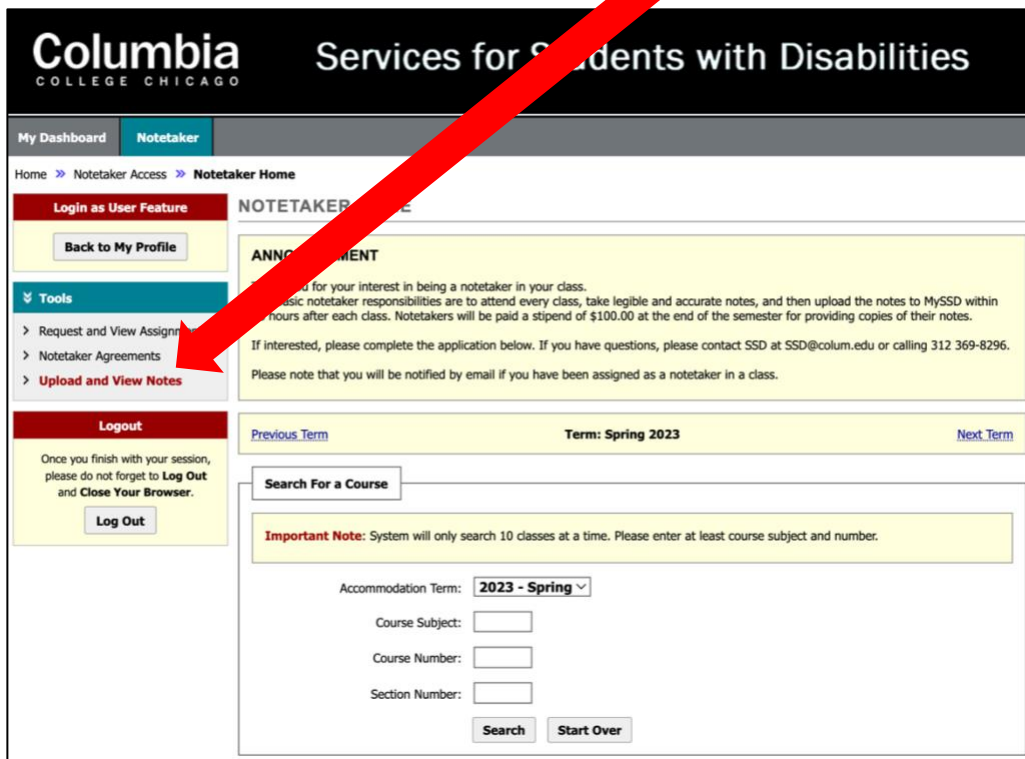 Columbia
COLLEGE CHICAGO
Services for S dents with Disabilities
My Dashboard Notetaker
Home » Notetaker Access » Notetaker Home
Login as User Feature
Back to My Profile
Tools
> Request and View
> Notetaker Agreements
> Upload and View Notes
Logout
Once you finish with your session,
please do not forget to Log Out
and Close Your Browser.
Log Out
NOTETAKER
ANNO MENT
for your interest in being a notetaker in your class.
notetaker responsibilities are to attend every class, take legible and accurate notes, and then upload the notes to MySSD within
hours after each class. Notetakers will be paid a stipend of $100.00 at the end of the semester for providing copies of their notes.
If interested, please complete the application below. If you have questions, please contact SSD at SSD@colum.edu or calling 312 369-8296.
Please note that you will be notified by email if you have been assigned as a notetaker in a class.
Previous Term Term: Spring 2023 Next Term
Search For a Course
Important Note: System will only search 10 classes at a time. Please enter at least course subject and number.
Accommodation Term: 2023 - Spring
Course Subject:
Course Number:
Section Number:
Search Start Over